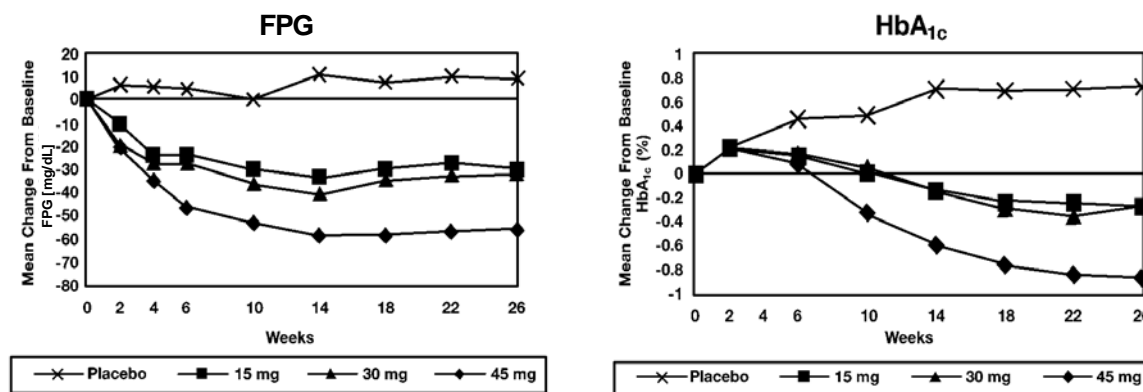 FPG
Mean Change From Baseline
FPG [mg/dL]
20
10
0
-10
-20
-30
-40
-50
-60
-70
-80
0 2 4 6 10 14 18 22 26
Weeks
Placebo 15 mg 30 mg 45 mg
HbA1c
Mean Change From Baseline
HbA1c (%)
1
0.8
0.6
0.4
0.2
0
-0.2
-0.4
-0.6
-0.8
-1
0 2 4 6 10 14 18 22
Weeks
Placebo 15 mg 30 mg 45 mg